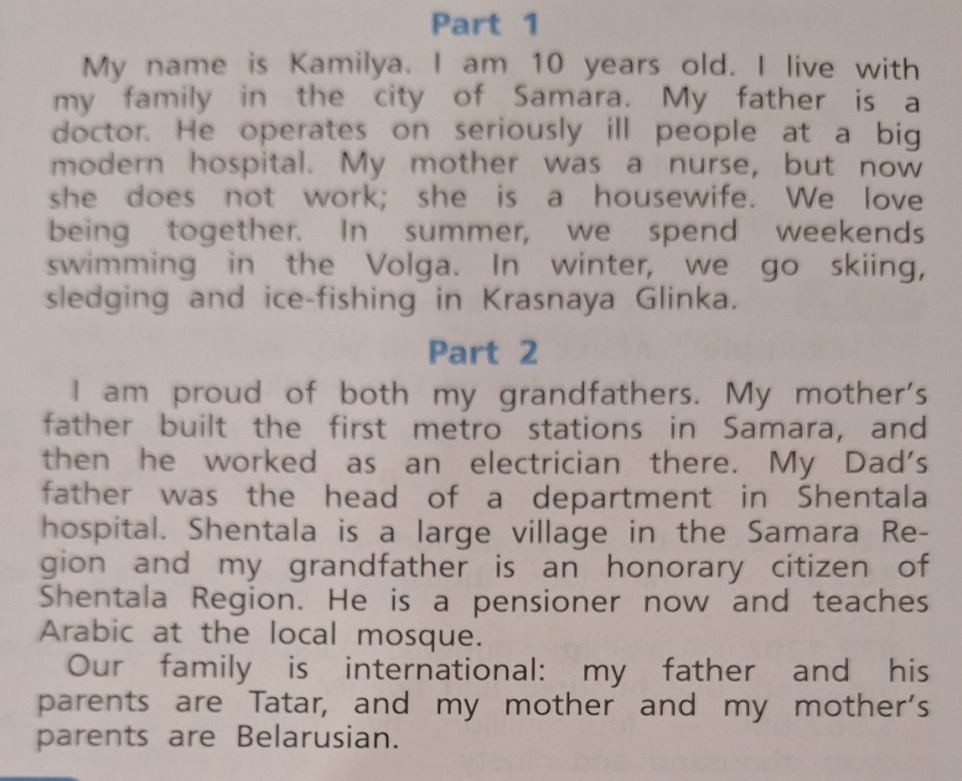 Part 1
My name is Kamilya. I am 10 years old. I live with
my family in the city of Samara. My father is a
doctor. He operates on seriously ill people at a big
modern hospital. My mother was a nurse, but now
she does not work; she is a housewife. We love
being together. In summer, we spend weekends
swimming in the Volga. In winter, we go skiing,
sledging and ice-fishing in Krasnaya Glinka.
Part 2
I am proud of both my grandfathers. My mother's
father built the first metro stations in Samara, and
then he worked as an electrician there. My Dad's
father was the head of a department in Shentala
hospital. Shentala is a large village in the Samara Re-
gion and my grandfather is an honorary citizen of
Shentala Region. He is a pensioner now and teaches
Arabic at the local mosque.
Our family is international: my father and his
parents are Tatar, and my mother and my mother's
parents are Belarusian.